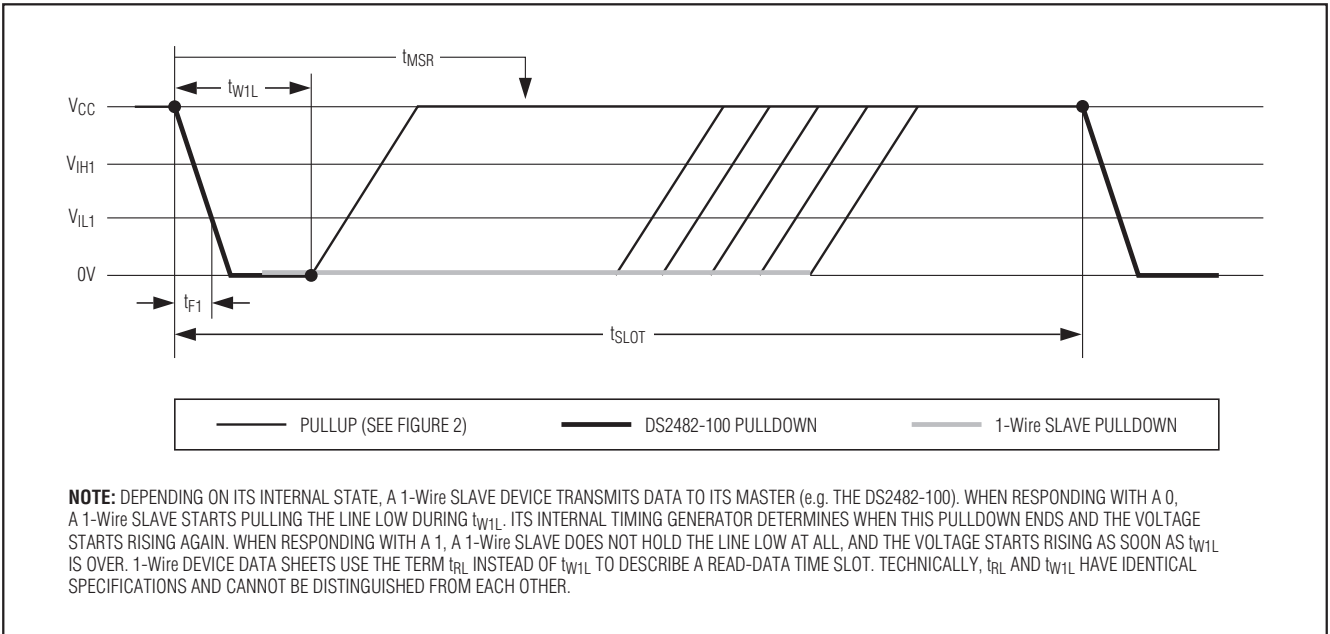 tMSR
tW1L
VCC
VIH1
VIL1
0V
tF1
tSLOT
PULLUP (SEE FIGURE 2) DS2482-100 PULLDOWN 1-Wire SLAVE PULLDOWN
NOTE: DEPENDING ON ITS INTERNAL STATE, A 1-Wire SLAVE DEVICE TRANSMITS DATA TO ITS MASTER (e.g. THE DS2482-100). WHEN RESPONDING WITH A 0,
A 1-Wire SLAVE STARTS PULLING THE LINE LOW DURING tW1L. ITS INTERNAL TIMING GENERATOR DETERMINES WHEN THIS PULLDOWN ENDS AND THE VOLTAGE
STARTS RISING AGAIN. WHEN RESPONDING WITH A 1, A 1-Wire SLAVE DOES NOT HOLD THE LINE LOW AT ALL, AND THE VOLTAGE STARTS RISING AS SOON AS tW1L
IS OVER. 1-Wire DEVICE DATA SHEETS USE THE TERM tRL INSTEAD OF tW1L TO DESCRIBE A READ-DATA TIME SLOT. TECHNICALLY, tRL AND tW1L HAVE IDENTICAL
SPECIFICATIONS AND CANNOT BE DISTINGUISHED FROM EACH OTHER.